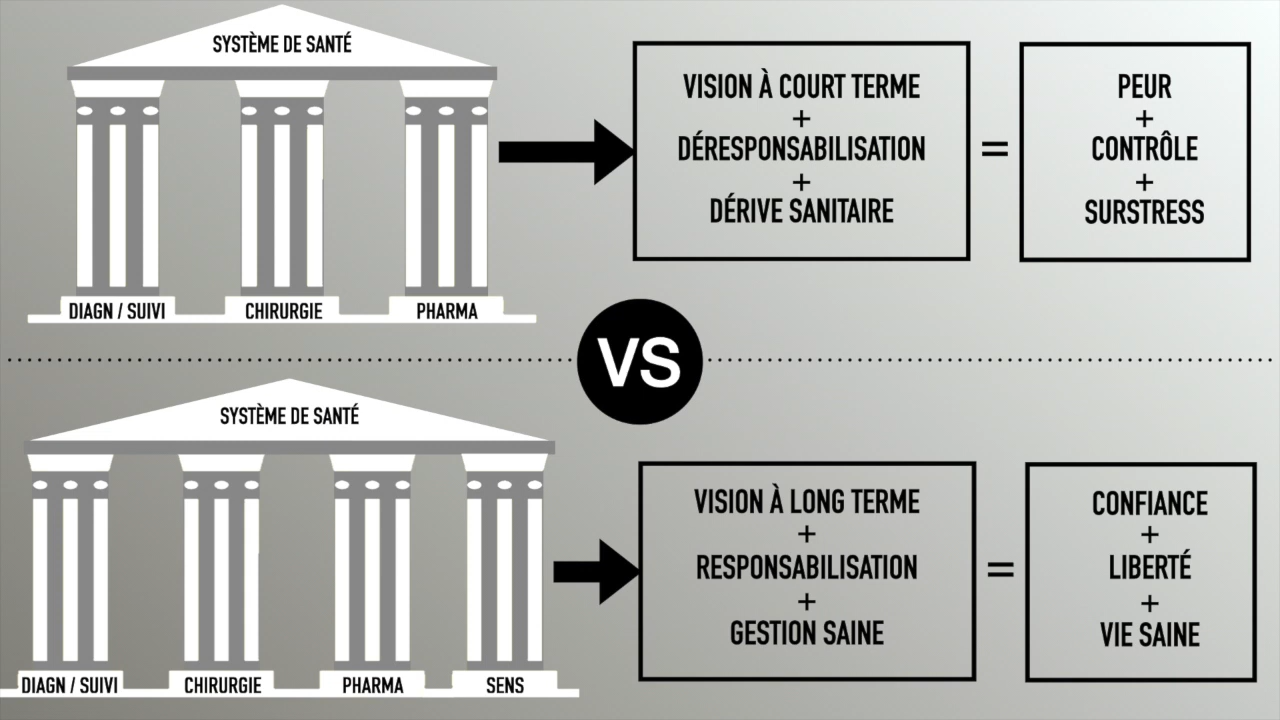 SYSTÈME DE SANTÉ
DIAGN / SUIVI
CHIRURGIE
PHARMA
VISION À COURT TERME
+
DÉRESPONSABILISATION
+
DÉRIVE SANITAIRE
=
PEUR
+
CONTRÔLE
+
SURSTRESS
VS
SYSTÈME DE SANTÉ
DIAGN / SUIVI
CHIRURGIE
PHARMA
SENS
VISION À LONG TERME
+
RESPONSABILISATION
+
GESTION SAINE
=
CONFIANCE
+
LIBERTÉ
+
VIE SAINE